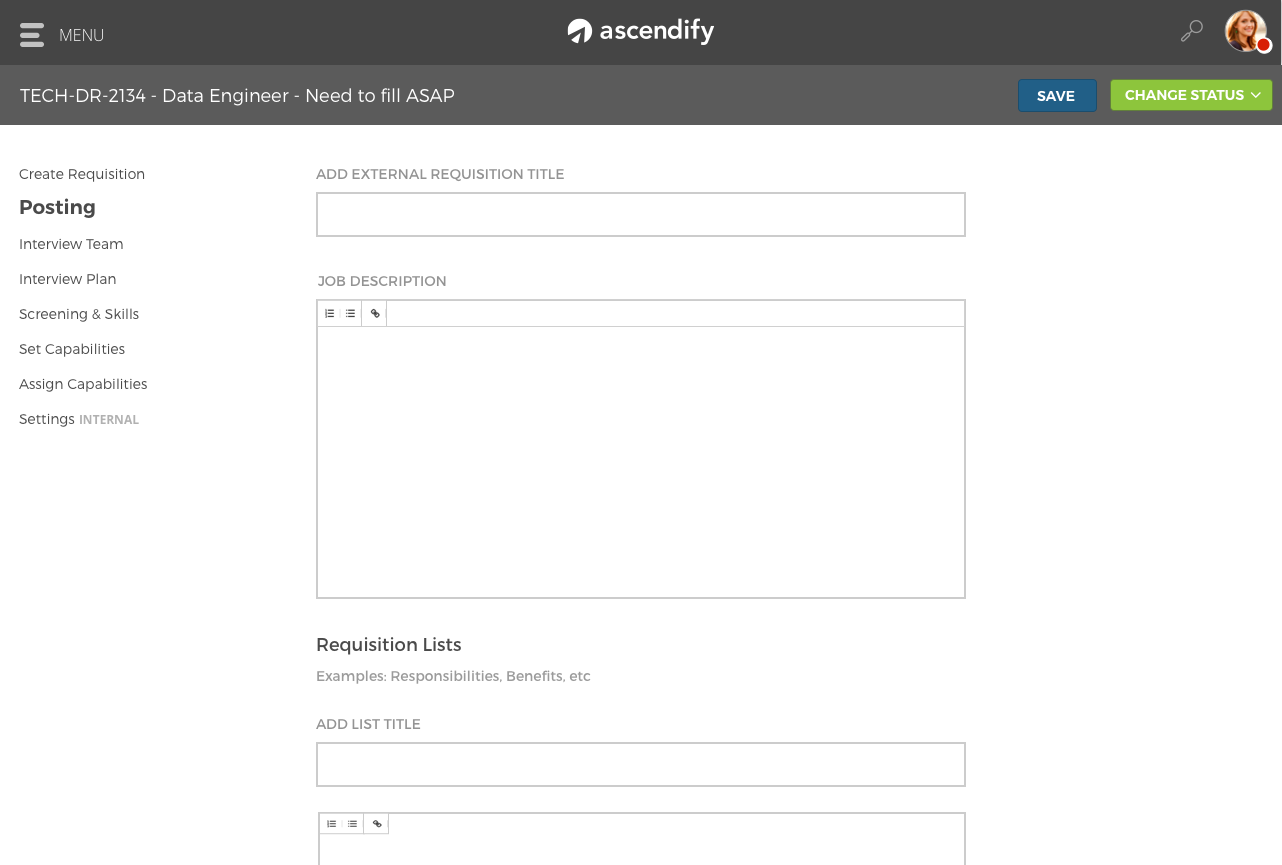 MENU
ascendify
TECH-DR-2134 - Data Engineer - Need to fill ASAP
SAVE
CHANGE STATUS
Create Requisition
Posting
Interview Team
Interview Plan
Screening & Skills
Set Capabilities
Assign Capabilities
Settings INTERNAL
ADD EXTERNAL REQUISITION TITLE
JOB DESCRIPTION
Requisition Lists
Examples: Responsibilities, Benefits, etc
ADD LIST TITLE